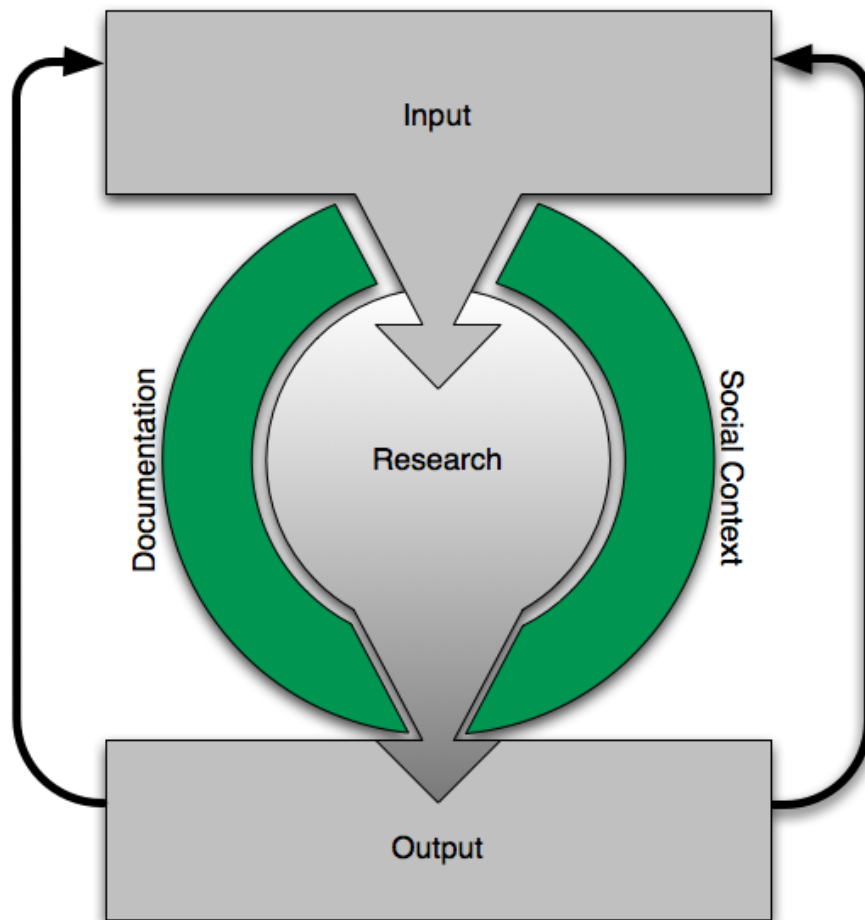 Input
Documentation
Research
Social Context
Output